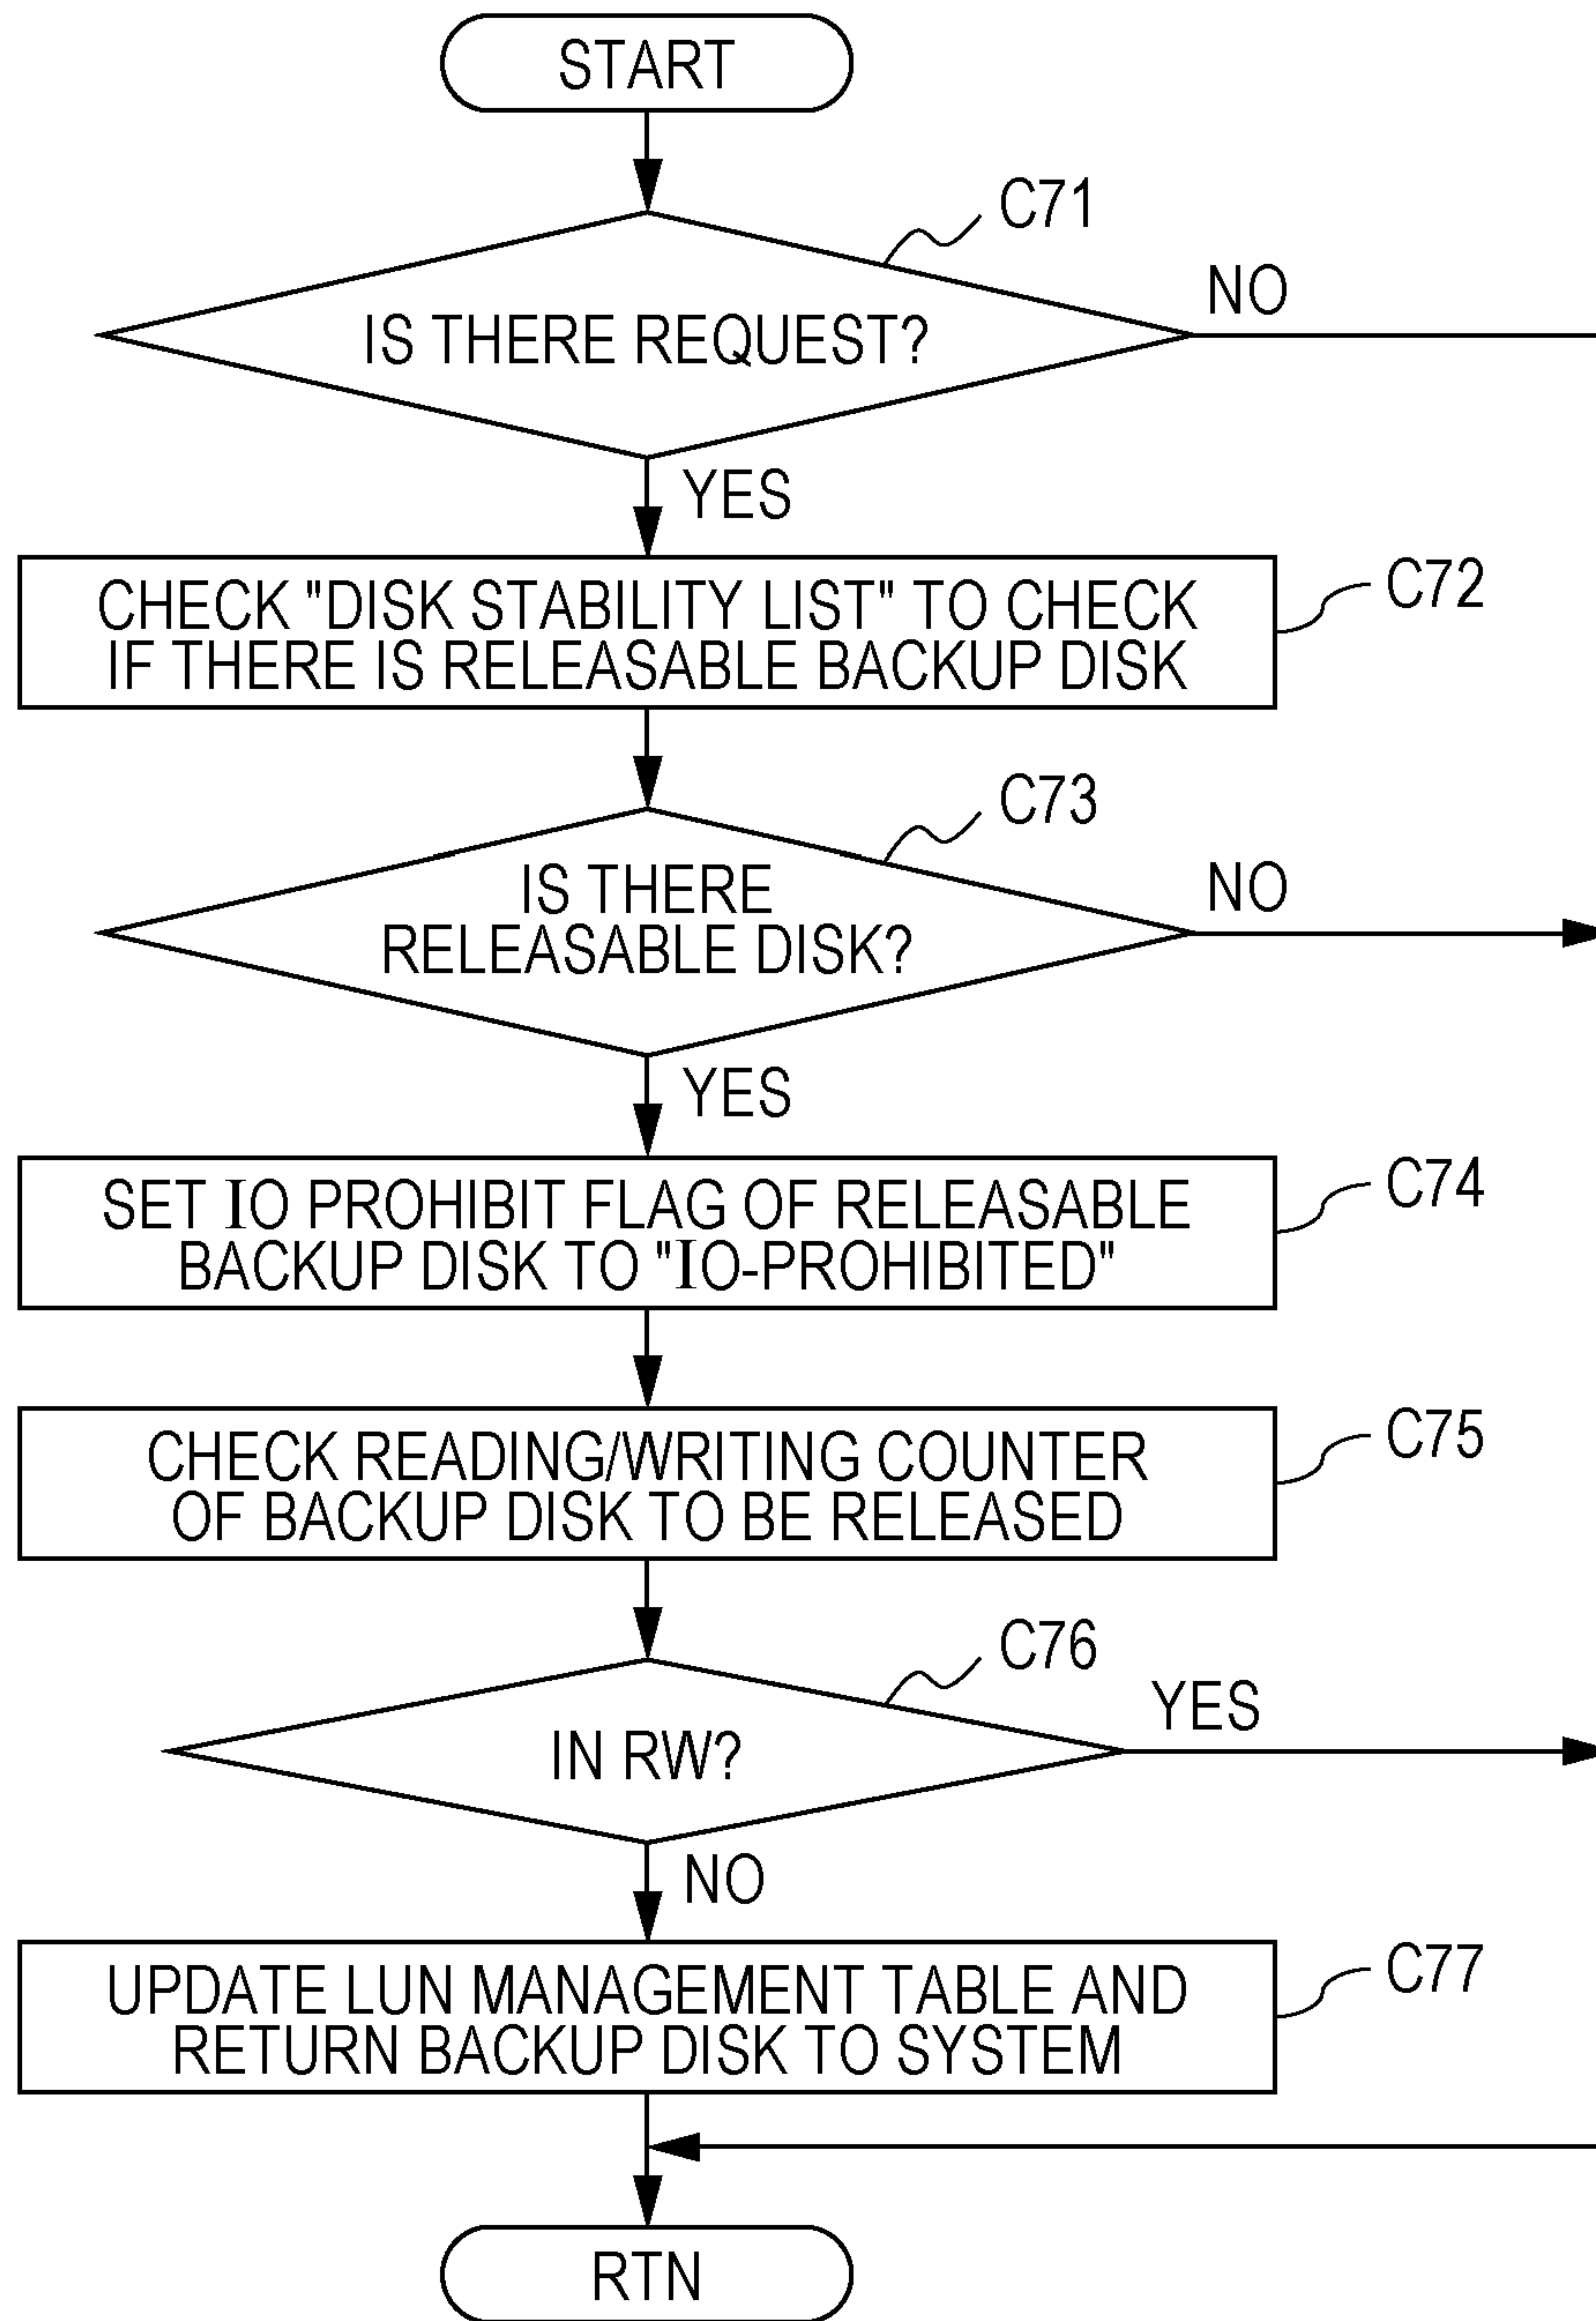 START
C71
IS THERE REQUEST?
NO
YES
CHECK "DISK STABILITY LIST" TO CHECK
IF THERE IS RELEASABLE BACKUP DISK
C72
C73
IS THERE
RELEASABLE DISK?
NO
YES
SET IO PROHIBIT FLAG OF RELEASABLE
BACKUP DISK TO "IO-PROHIBITED"
C74
CHECK READING/WRITING COUNTER
OF BACKUP DISK TO BE RELEASED
C75
C76
IN RW?
YES
NO
UPDATE LUN MANAGEMENT TABLE AND
RETURN BACKUP DISK TO SYSTEM
C77
RTN